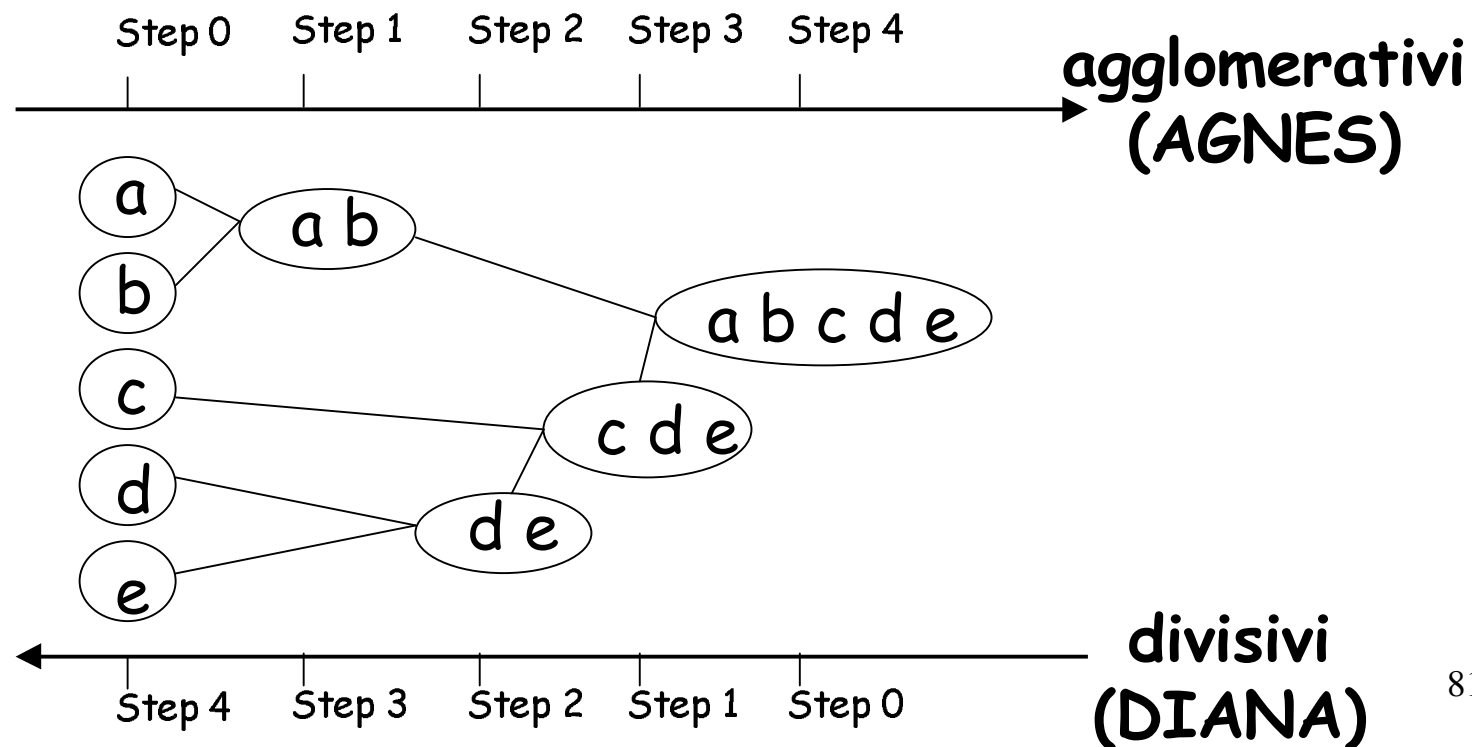 Step 0 Step 1 Step 2 Step 3 Step 4
agglomerativi
(AGNES)
a
a b
b
a b c d e
c
c d e
d
d e
e
divisivi
(DIANA)
Step 4 Step 3 Step 2 Step 1 Step 0
81